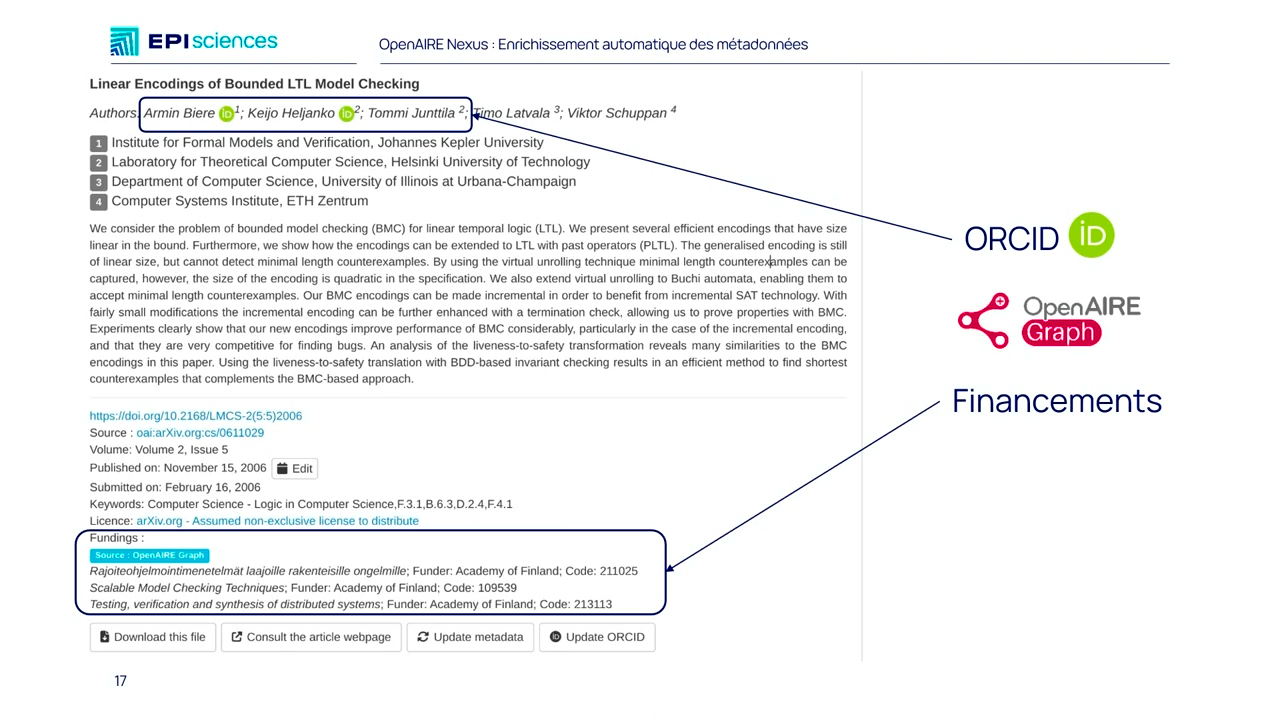 EPIsciences
OpenAIRE Nexus : Enrichissement automatique des métadonnées
Linear Encodings of Bounded LTL Model Checking
Authors: Armin Biere iD 1; Keijo Heljanko iD 2; Tommi Junttila 2; Timo Latvala 3; Viktor Schuppan 4
1 Institute for Formal Models and Verification, Johannes Kepler University
2 Laboratory for Theoretical Computer Science, Helsinki University of Technology
3 Department of Computer Science, University of Illinois at Urbana-Champaign
4 Computer Systems Institute, ETH Zentrum
We consider the problem of bounded model checking (BMC) for linear temporal logic (LTL). We present several efficient encodings that have size
linear in the bound. Furthermore, we show how the encodings can be extended to LTL with past operators (PLTL). The generalised encoding is still
of linear size, but cannot detect minimal length counterexamples. By using the virtual unrolling technique minimal length counterexamples can be
captured, however, the size of the encoding is quadratic in the specification. We also extend virtual unrolling to Buchi automata, enabling them to
accept minimal length counterexamples. Our BMC encodings can be made incremental in order to benefit from incremental SAT technology. With
fairly small modifications the incremental encoding can be further enhanced with a termination check, allowing us to prove properties with BMC.
Experiments clearly show that our new encodings improve performance of BMC considerably, particularly in the case of the incremental encoding,
and that they are very competitive for finding bugs. An analysis of the liveness-to-safety transformation reveals many similarities to the BMC
encodings in this paper. Using the liveness-to-safety translation with BDD-based invariant checking results in an efficient method to find shortest
counterexamples that complements the BMC-based approach.
https://doi.org/10.2168/LMCS-2(5:5)2006
Source : oai:arXiv.org:cs/0611029
Volume: Volume 2, Issue 5
Published on: November 15, 2006 Edit
Submitted on: February 16, 2006
Keywords: Computer Science - Logic in Computer Science,F.3.1,B.6.3,D.2.4,F.4.1
Licence: arXiv.org - Assumed non-exclusive license to distribute
Fundings :
Source : OpenAIRE Graph
Rajoiteohjelmointimenetelmät laajoille rakenteisille ongelmille; Funder: Academy of Finland; Code: 211025
Scalable Model Checking Techniques; Funder: Academy of Finland; Code: 109539
Testing, verification and synthesis of distributed systems; Funder: Academy of Finland; Code: 213113
Download this file Consult the article webpage Update metadata iD Update ORCID
ORCID iD
OpenAIRE
Graph
Financements
17